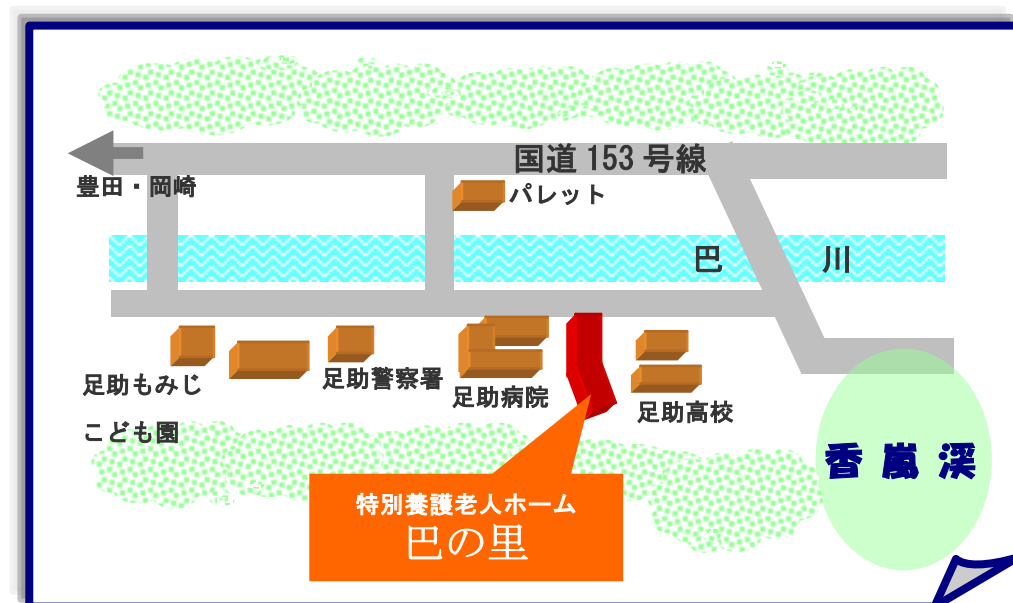 国道 153 号線
豊田・岡崎
パレット
巴 川
足助もみじ
こども園
足助警察署
足助病院
足助高校
香嵐渓
特別養護老人ホーム
巴の里